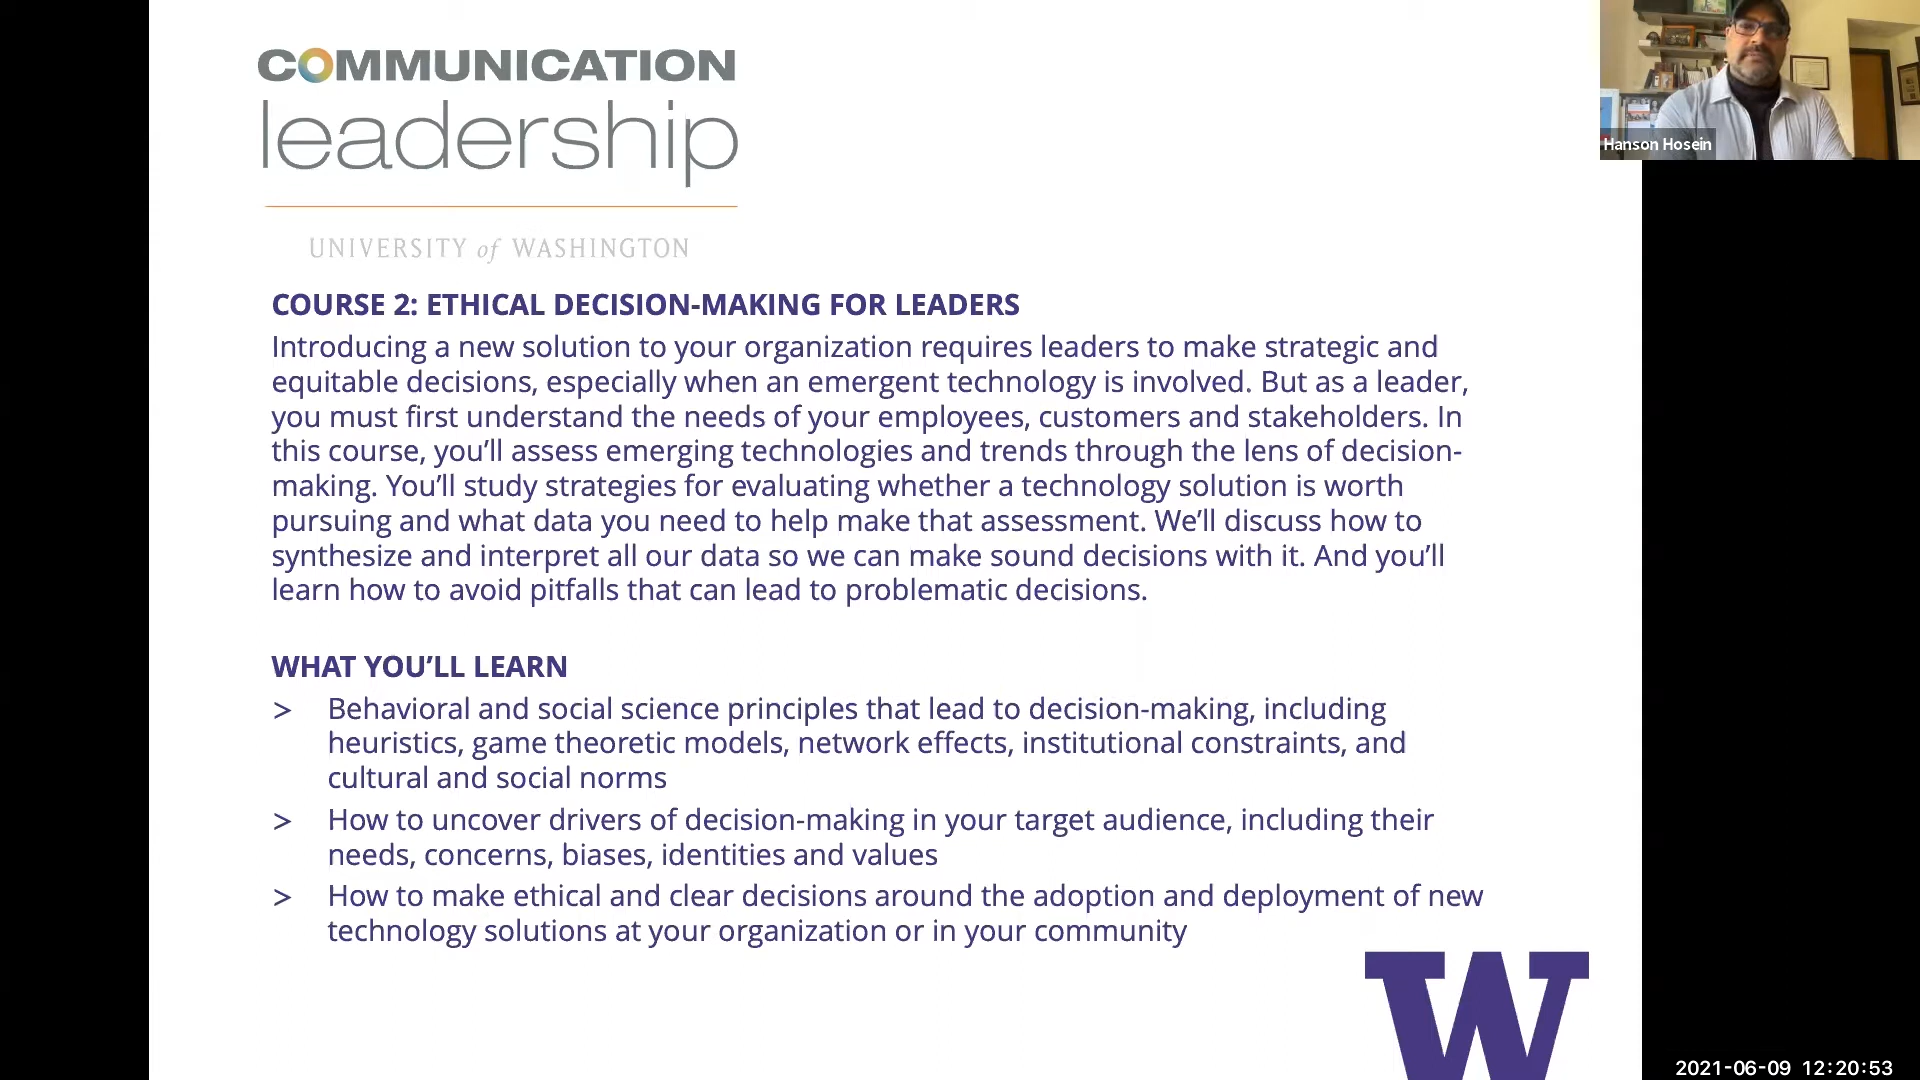 COMMUNICATION
leadership
UNIVERSITY of WASHINGTON
Hanson Hosein
COURSE 2: ETHICAL DECISION-MAKING FOR LEADERS
Introducing a new solution to your organization requires leaders to make strategic and
equitable decisions, especially when an emergent technology is involved. But as a leader,
you must first understand the needs of your employees, customers and stakeholders. In
this course, you’ll assess emerging technologies and trends through the lens of decision-
making. You’ll study strategies for evaluating whether a technology solution is worth
pursuing and what data you need to help make that assessment. We’ll discuss how to
synthesize and interpret all our data so we can make sound decisions with it. And you’ll
learn how to avoid pitfalls that can lead to problematic decisions.
WHAT YOU’LL LEARN
> Behavioral and social science principles that lead to decision-making, including
heuristics, game theoretic models, network effects, institutional constraints, and
cultural and social norms
> How to uncover drivers of decision-making in your target audience, including their
needs, concerns, biases, identities and values
> How to make ethical and clear decisions around the adoption and deployment of new
technology solutions at your organization or in your community
W
2021-06-09 12:20:53